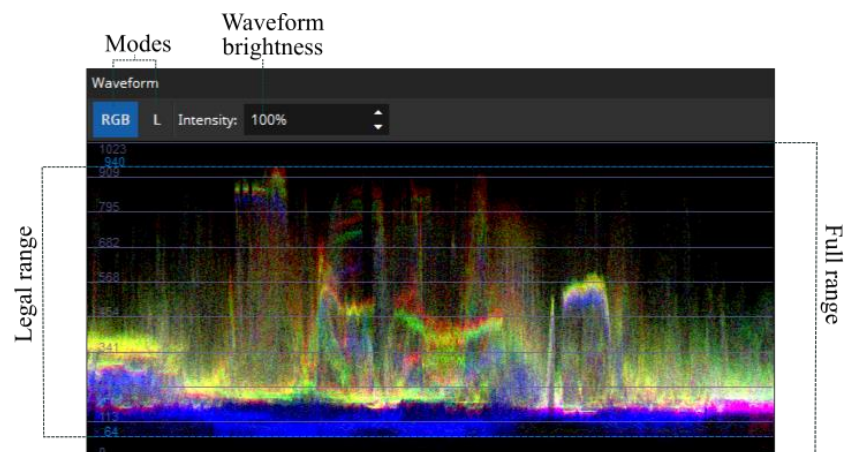 Waveform
Modes brightness
Waveform
RGB L Intensity: 100%
1023
940
909
795
682
568
454
341
113
64
0
Legal range
Full range